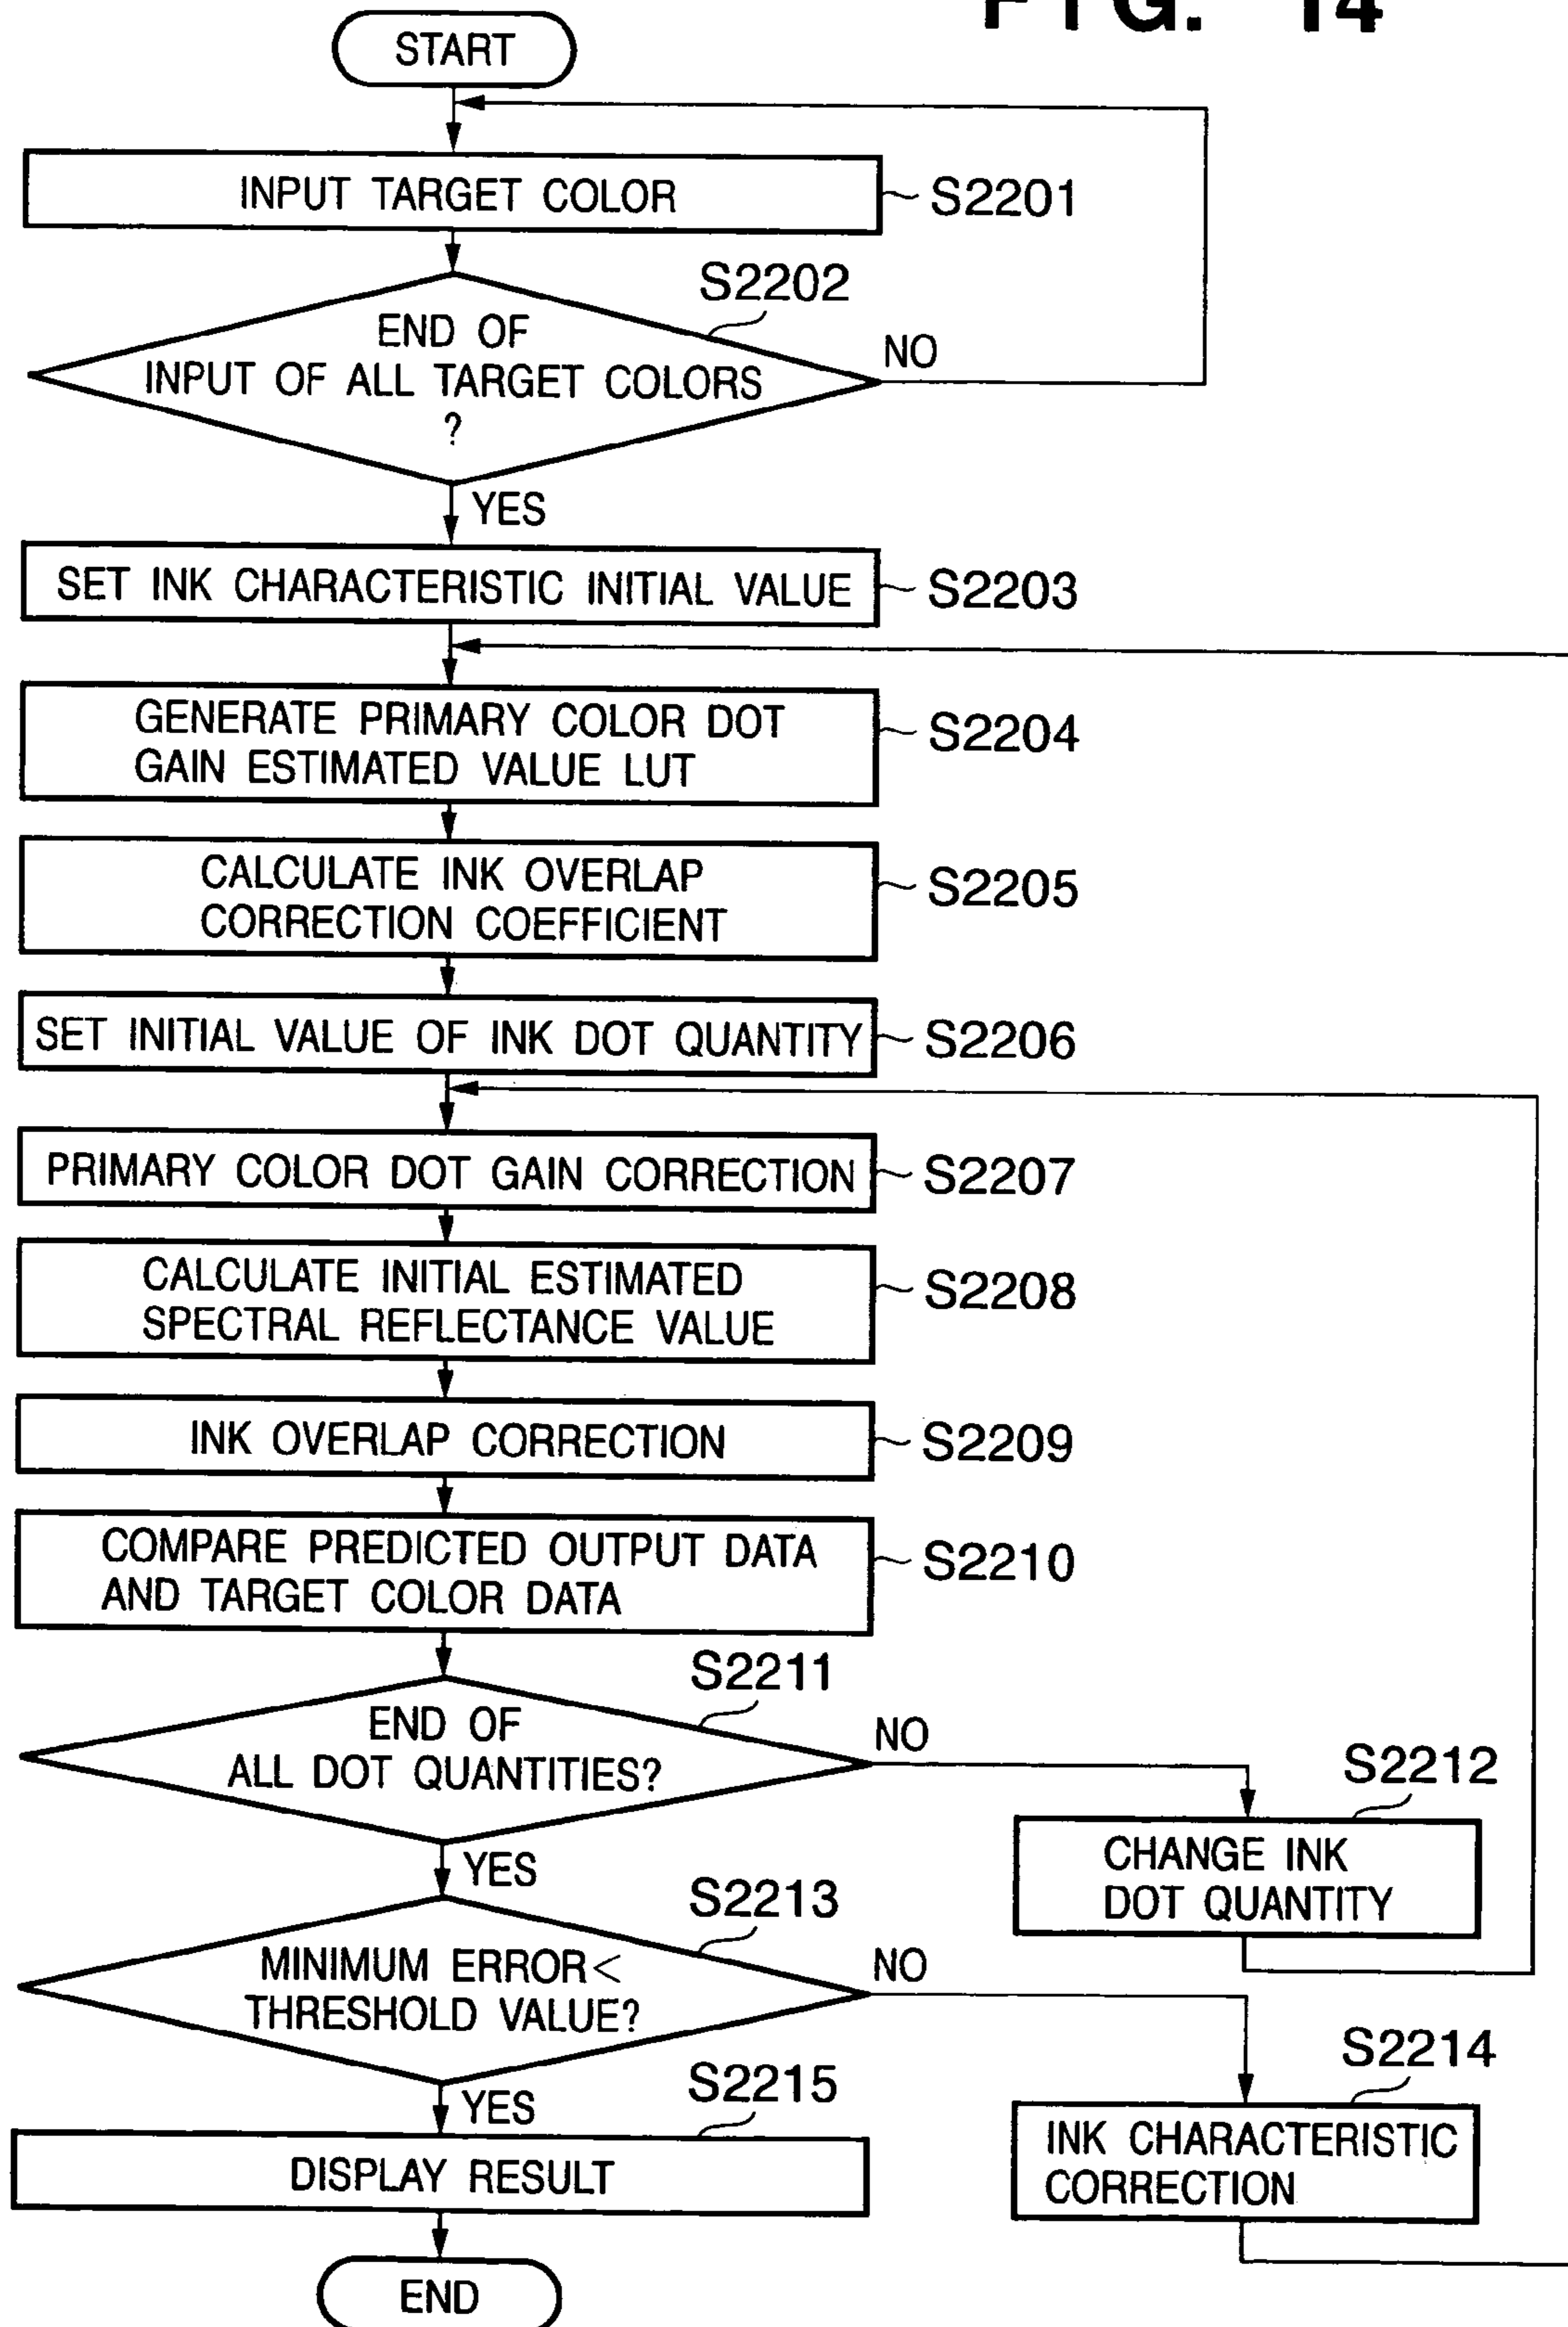 FIG. 14
START
INPUT TARGET COLOR
S2201
S2202
END OF
INPUT OF ALL TARGET COLORS
?
NO
YES
SET INK CHARACTERISTIC INITIAL VALUE
S2203
GENERATE PRIMARY COLOR DOT
GAIN ESTIMATED VALUE LUT
S2204
CALCULATE INK OVERLAP
CORRECTION COEFFICIENT
S2205
SET INITIAL VALUE OF INK DOT QUANTITY
S2206
PRIMARY COLOR DOT GAIN CORRECTION
S2207
CALCULATE INITIAL ESTIMATED
SPECTRAL REFLECTANCE VALUE
S2208
INK OVERLAP CORRECTION
S2209
COMPARE PREDICTED OUTPUT DATA
AND TARGET COLOR DATA
S2210
S2211
END OF
ALL DOT QUANTITIES?
NO
YES
S2212
CHANGE INK
DOT QUANTITY
S2213
MINIMUM ERROR<
THRESHOLD VALUE?
NO
YES
S2214
INK CHARACTERISTIC
CORRECTION
S2215
DISPLAY RESULT
END